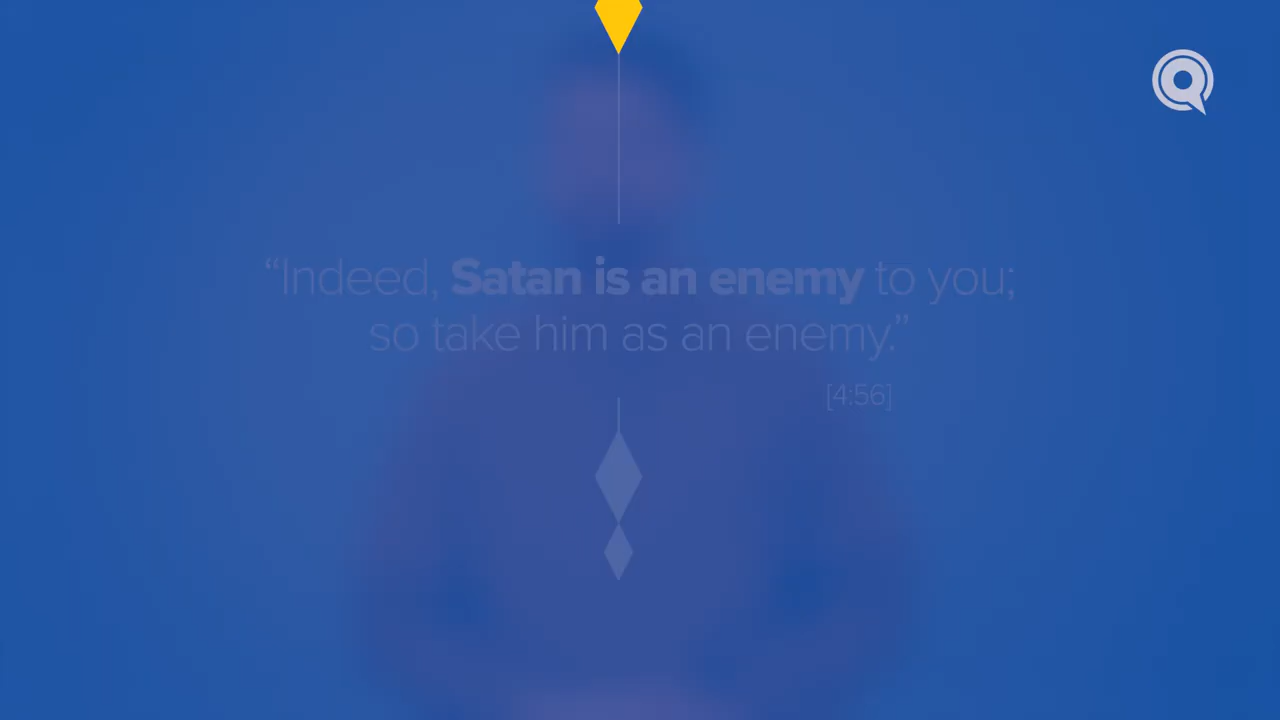 “Indeed, Satan is an enemy to you;
so take him as an enemy.”
[4:56]